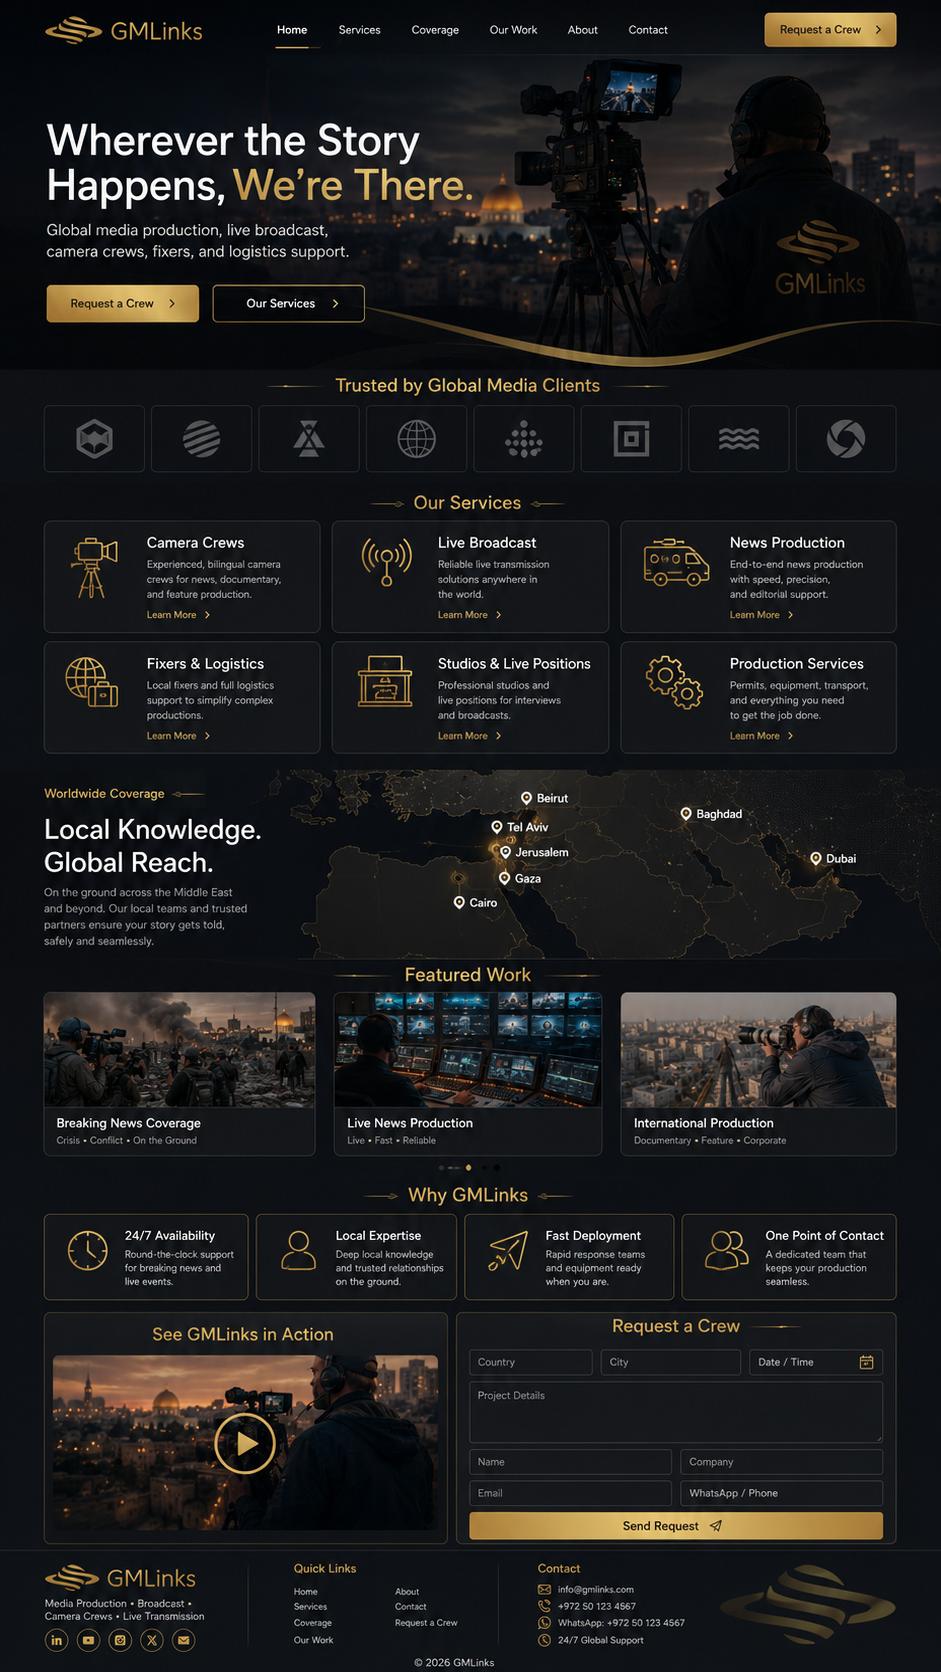 GMLinks
Home Services Coverage Our Work About Contact
Request a Crew
Wherever the Story
Happens, We're There.
Global media production, live broadcast,
camera crews, fixers, and logistics support.
Request a Crew
Our Services
GMLinks
Trusted by Global Media Clients
Our Services
Camera Crews
Experienced, bilingual camera
crews for news, documentary,
and feature production.
Learn More
Live Broadcast
Reliable live transmission
solutions anywhere in
the world.
Learn More
News Production
End-to-end news production
with speed, precision,
and editorial support.
Learn More
Fixers & Logistics
Local fixers and full logistics
support to simplify complex
productions.
Learn More
Studios & Live Positions
Professional studios and
live positions for interviews
and broadcasts.
Learn More
Production Services
Permits, equipment, transport,
and everything you need
to get the job done.
Learn More
Worldwide Coverage
Local Knowledge.
Global Reach.
On the ground across the Middle East
and beyond. Our local teams and trusted
partners ensure your story gets told,
safely and seamlessly.
Beirut
Baghdad
Tel Aviv
Jerusalem
Dubai
Gaza
Cairo
Featured Work
Breaking News Coverage
Crisis • Conflict • On the Ground
Live News Production
Live • Fast • Reliable
International Production
Documentary • Feature • Corporate
Why GMLinks
24/7 Availability
Round-the-clock support
for breaking news and
live events.
Local Expertise
Deep local knowledge
and trusted relationships
on the ground.
Fast Deployment
Rapid response teams
and equipment ready
when you are.
One Point of Contact
A dedicated team that
keeps your production
seamless.
See GMLinks in Action
Request a Crew
Country
City
Date / Time
Project Details
Name
Company
Email
WhatsApp / Phone
Send Request
GMLinks
Media Production • Broadcast •
Camera Crews • Live Transmission
Quick Links
Home
Services
Coverage
Our Work
About
Contact
Request a Crew
Contact
info@gmlinks.com
+972 50 123 4567
WhatsApp: +972 50 123 4567
24/7 Global Support
© 2026 GMLinks